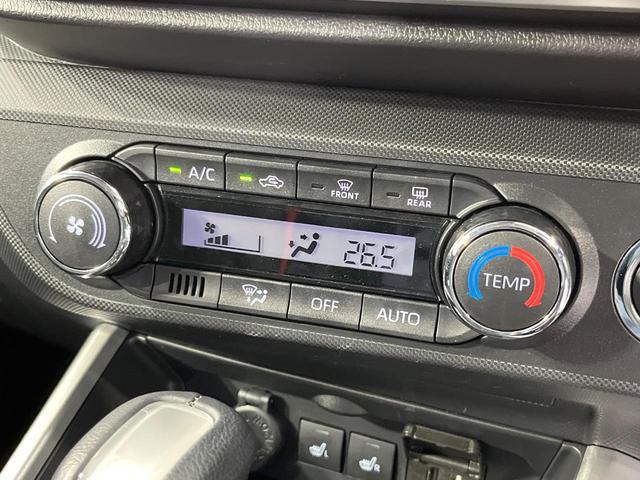 A/C
FRONT
REAR
26.5
TEMP
OFF
AUTO
L
R